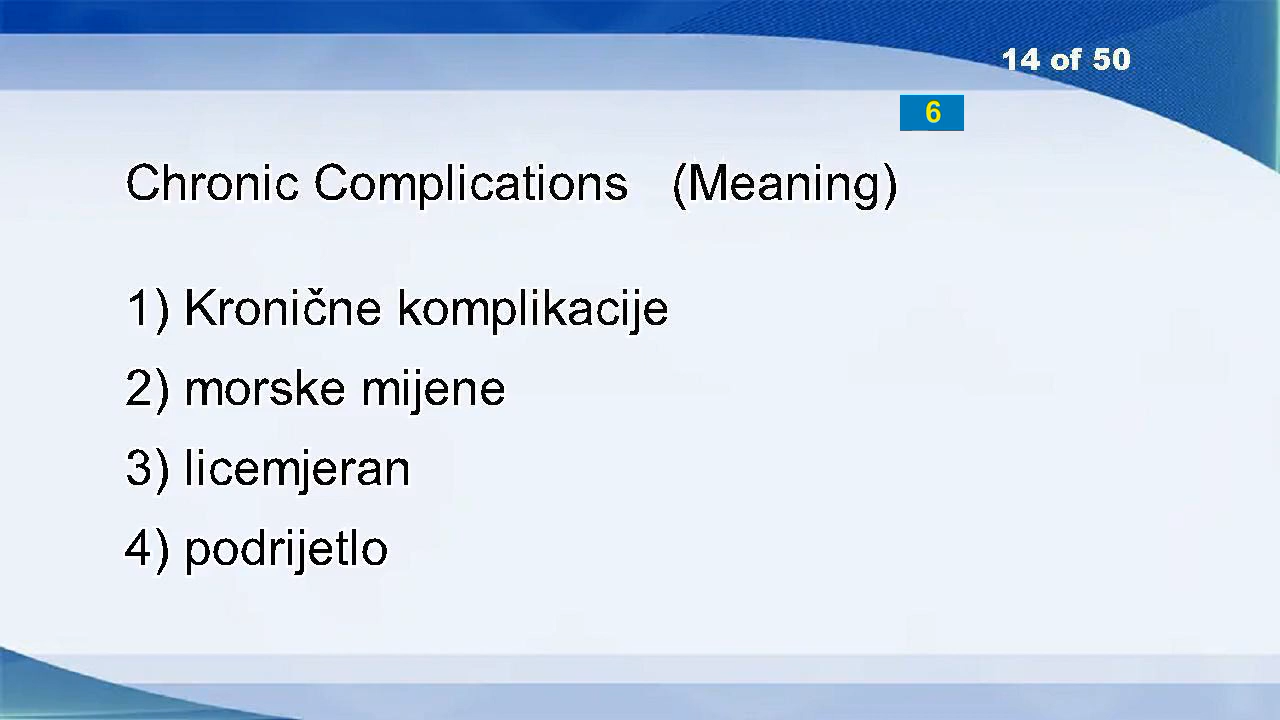 14 of 50
6
Chronic Complications (Meaning)
1) Kronične komplikacije
2) morske mijene
3) licemjeran
4) podrijetlo